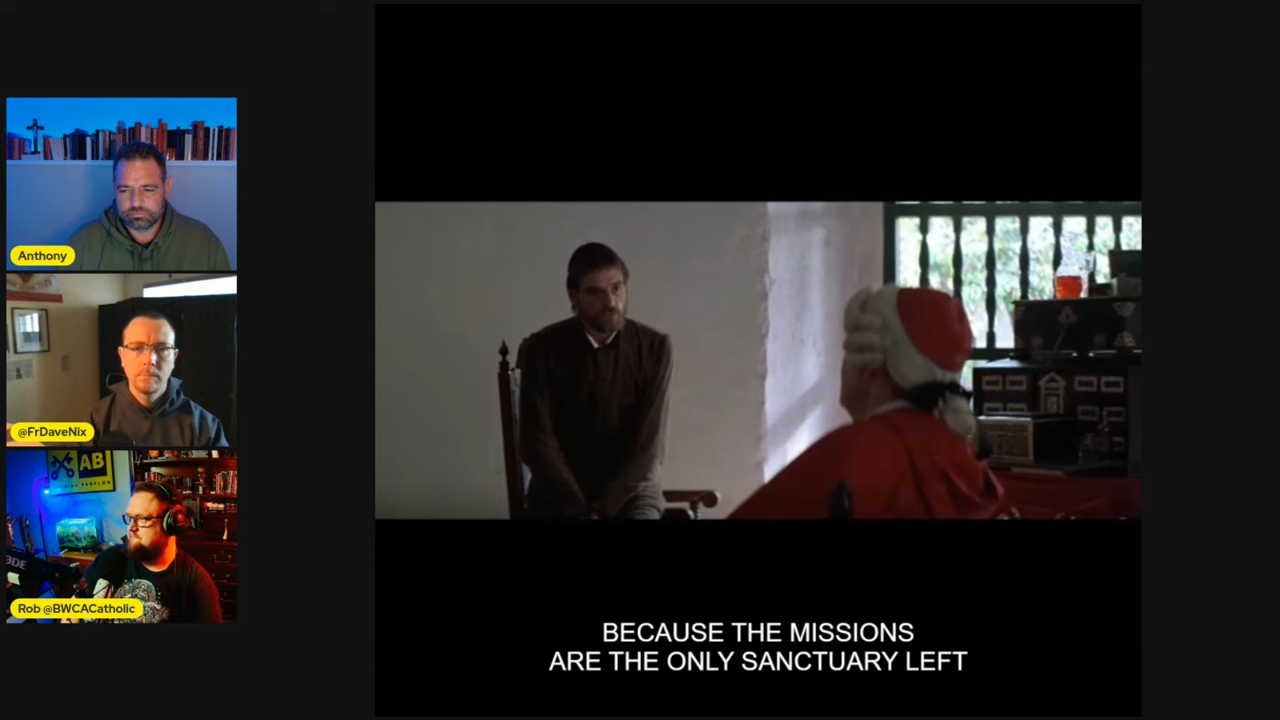 Anthony
@FrDaveNix
AB
Rob @BWCACatholic
BECAUSE THE MISSIONS
ARE THE ONLY SANCTUARY LEFT